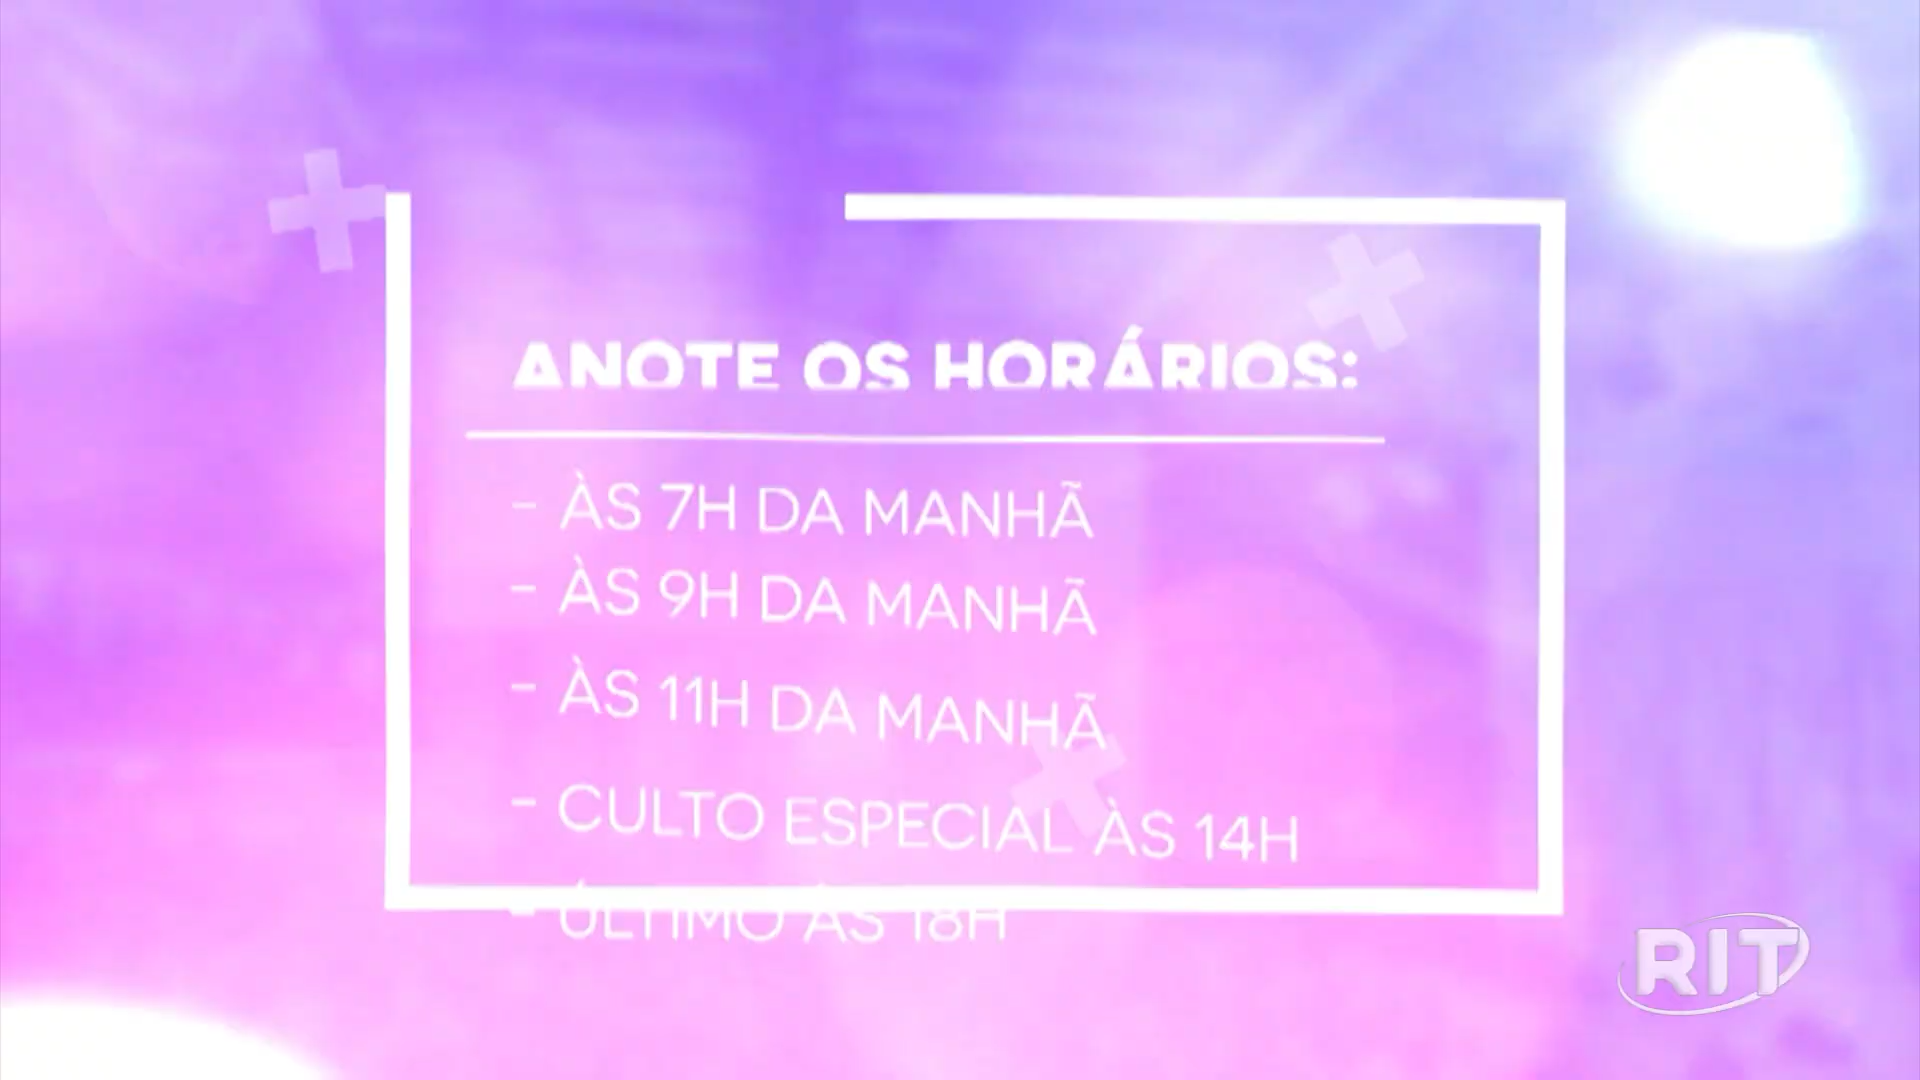 ANOTE OS HORÁRIOS:
- ÀS 7H DA MANHÃ
- ÀS 9H DA MANHÃ
- ÀS 11H DA MANHÃ
- CULTO ESPECIAL ÀS 14H
- ÚLTIMO ÀS 18H
RIT